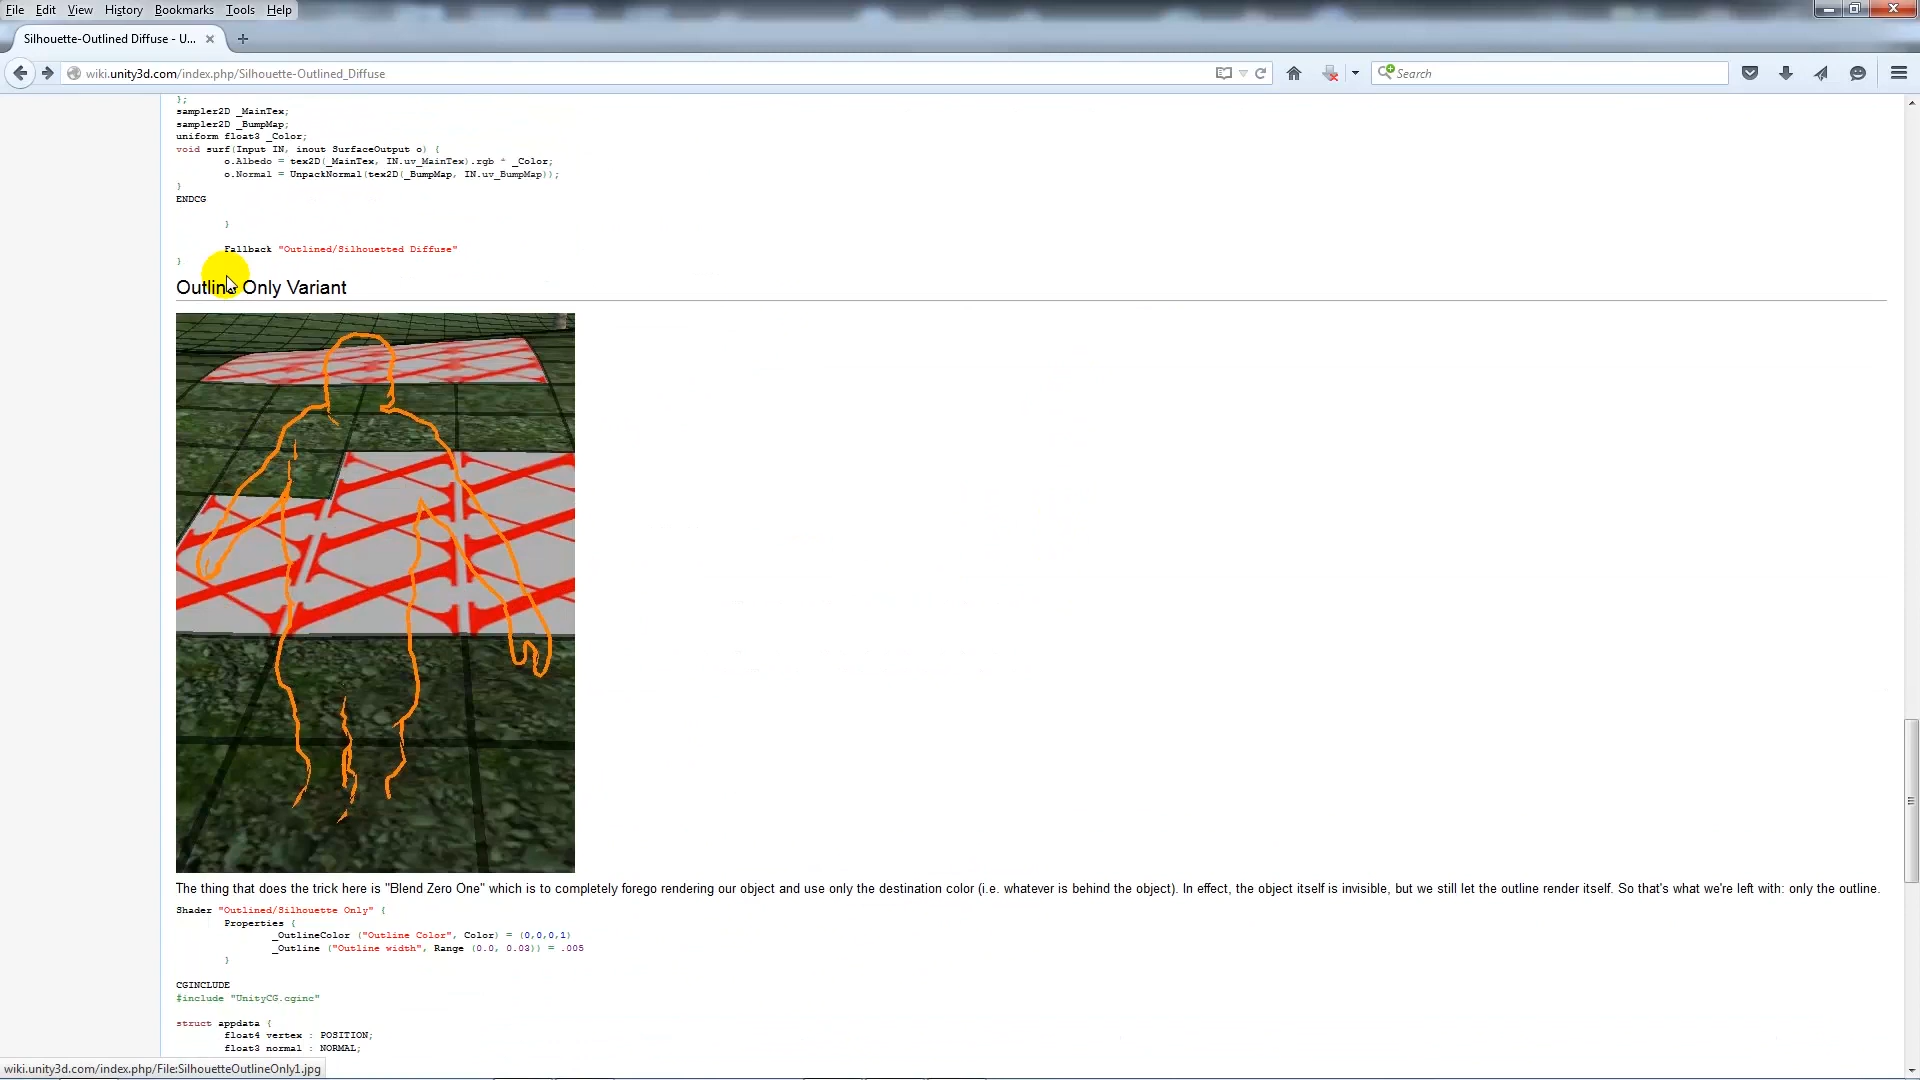 File Edit View History Bookmarks Tools Help
Silhouette-Outlined Diffuse - U...
wiki.unity3d.com/index.php/Silhouette-Outlined_Diffuse
Search
};
sampler2D _MainTex;
sampler2D _BumpMap;
uniform float3 _Color;
void surf(Input IN, inout SurfaceOutput o) {
o.Albedo = tex2D(_MainTex, IN.uv_MainTex).rgb * _Color;
o.Normal = UnpackNormal(tex2D(_BumpMap, IN.uv_BumpMap));
}
ENDCG
}
Fallback "Outlined/Silhouetted Diffuse"
}
Outline Only Variant
The thing that does the trick here is "Blend Zero One" which is to completely forego rendering our object and use only the destination color (i.e. whatever is behind the object). In effect, the object itself is invisible, but we still let the outline render itself. So that's what we're left with: only the outline.
Shader "Outlined/Silhouette Only" {
Properties {
_OutlineColor ("Outline Color", Color) = (0,0,0,1)
_Outline ("Outline width", Range (0.0, 0.03)) = .005
}
CGINCLUDE
#include "UnityCG.cginc"
struct appdata {
float4 vertex : POSITION;
float3 normal : NORMAL;
wiki.unity3d.com/index.php/File:SilhouetteOutlineOnly1.jpg